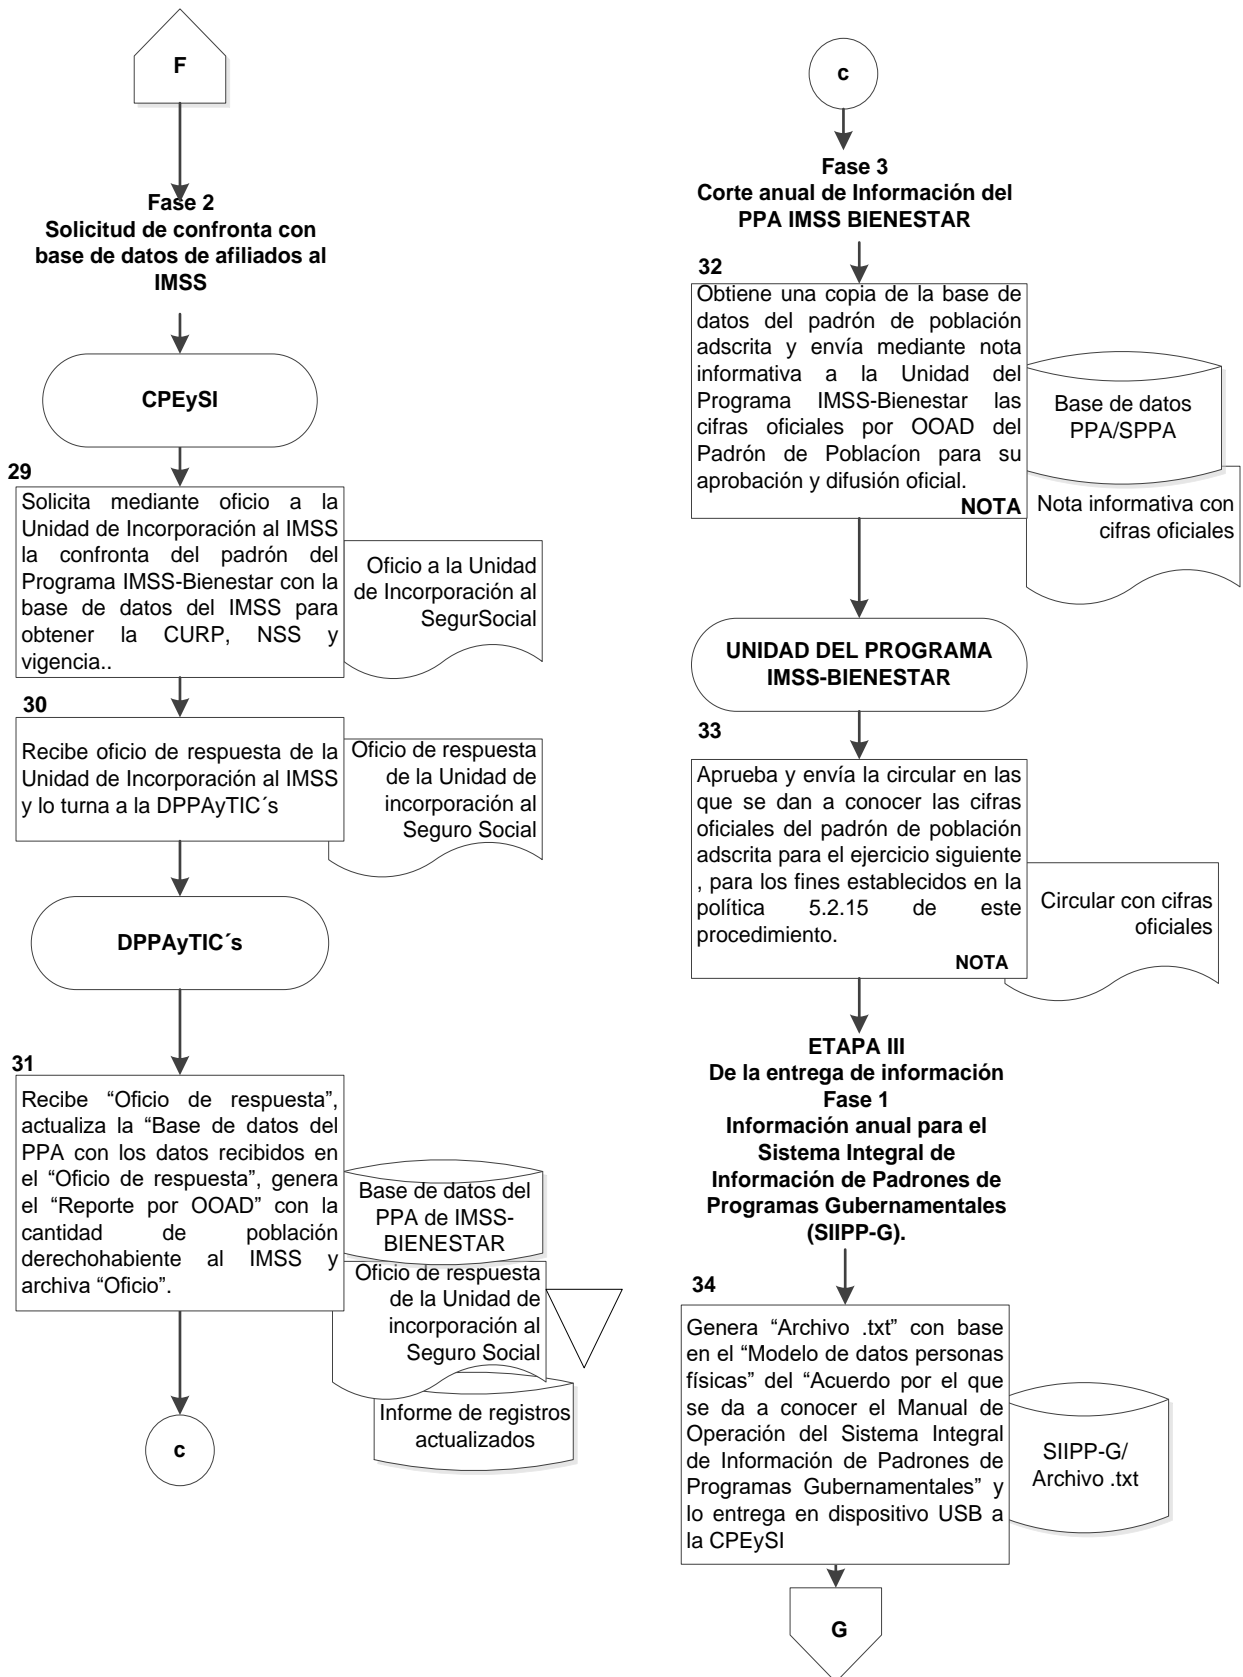 F
Fase 2
Solicitud de confronta con
base de datos de afiliados al
IMSS
CPEySI
29
Solicita mediante oficio a la
Unidad de Incorporación al IMSS
la confronta del padrón del
Programa IMSS-Bienestar con la
base de datos del IMSS para
obtener la CURP, NSS y
vigencia..
Oficio a la Unidad
de Incorporación al
SegurSocial
30
Recibe oficio de respuesta de la
Unidad de Incorporación al IMSS
y lo turna a la DPPAyTIC´s
Oficio de respuesta
de la Unidad de
incorporación al
Seguro Social
DPPAyTIC´s
31
Recibe “Oficio de respuesta”,
actualiza la “Base de datos del
PPA con los datos recibidos en
el “Oficio de respuesta”, genera
el “Reporte por OOAD” con la
cantidad de población
derechohabiente al IMSS y
archiva “Oficio”.
Base de datos del
PPA de IMSS-
BIENESTAR
Oficio de respuesta
de la Unidad de
incorporación al
Seguro Social
Informe de registros
actualizados
c
c
Fase 3
Corte anual de Información del
PPA IMSS BIENESTAR
32
Obtiene una copia de la base de
datos del padrón de población
adscrita y envía mediante nota
informativa a la Unidad del
Programa IMSS-Bienestar las
cifras oficiales por OOAD del
Padrón de Poblacíon para su
aprobación y difusión oficial.
NOTA
Base de datos
PPA/SPPA
Nota informativa con
cifras oficiales
UNIDAD DEL PROGRAMA
IMSS-BIENESTAR
33
Aprueba y envía la circular en las
que se dan a conocer las cifras
oficiales del padrón de población
adscrita para el ejercicio siguiente
, para los fines establecidos en la
política 5.2.15 de este
procedimiento.
NOTA
Circular con cifras
oficiales
ETAPA III
De la entrega de información
Fase 1
Información anual para el
Sistema Integral de
Información de Padrones de
Programas Gubernamentales
(SIIPP-G).
34
Genera “Archivo .txt” con base
en el “Modelo de datos personas
físicas” del “Acuerdo por el que
se da a conocer el Manual de
Operación del Sistema Integral
de Información de Padrones de
Programas Gubernamentales” y
lo entrega en dispositivo USB a
la CPEySI
SIIPP-G/
Archivo .txt
G